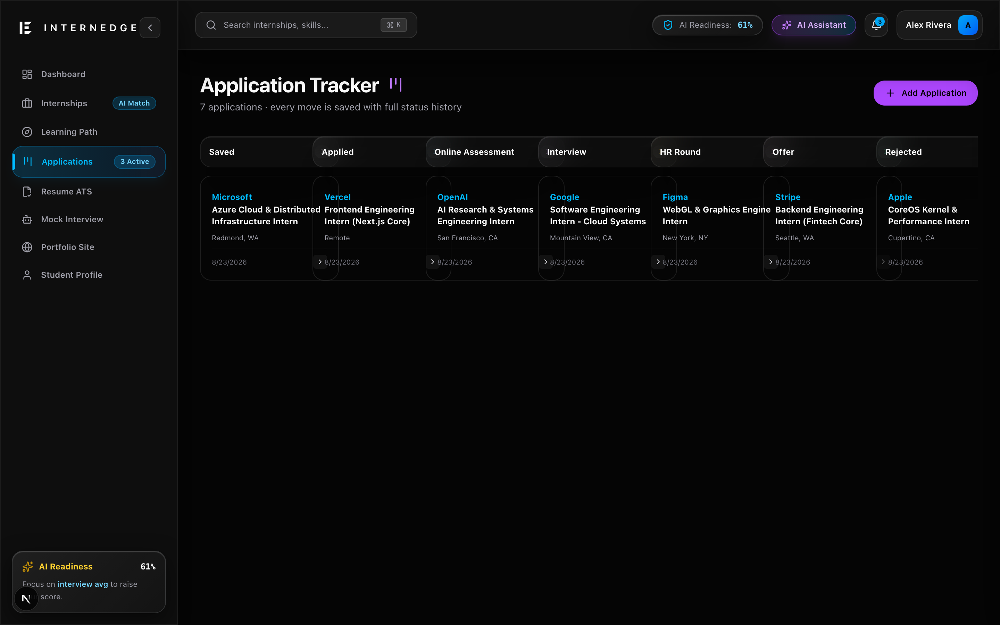 INTERNEDGE
Search internships, skills...
⌘ K
AI Readiness: 61%
AI Assistant
3
Alex Rivera
A
Dashboard
Internships
AI Match
Learning Path
Applications
3 Active
Resume ATS
Mock Interview
Portfolio Site
Student Profile
Application Tracker
7 applications · every move is saved with full status history
Add Application
Saved
Applied
Online Assessment
Interview
HR Round
Offer
Rejected
Microsoft
Azure Cloud & Distributed
Infrastructure Intern
Redmond, WA
8/23/2026
Vercel
Frontend Engineering
Intern (Next.js Core)
Remote
8/23/2026
OpenAI
AI Research & Systems
Engineering Intern
San Francisco, CA
8/23/2026
Google
Software Engineering
Intern - Cloud Systems
Mountain View, CA
8/23/2026
Figma
WebGL & Graphics Engine
Intern
New York, NY
8/23/2026
Stripe
Backend Engineering
Intern (Fintech Core)
Seattle, WA
8/23/2026
Apple
CoreOS Kernel &
Performance Intern
Cupertino, CA
8/23/2026
AI Readiness
61%
Focus on interview avg to raise
score.